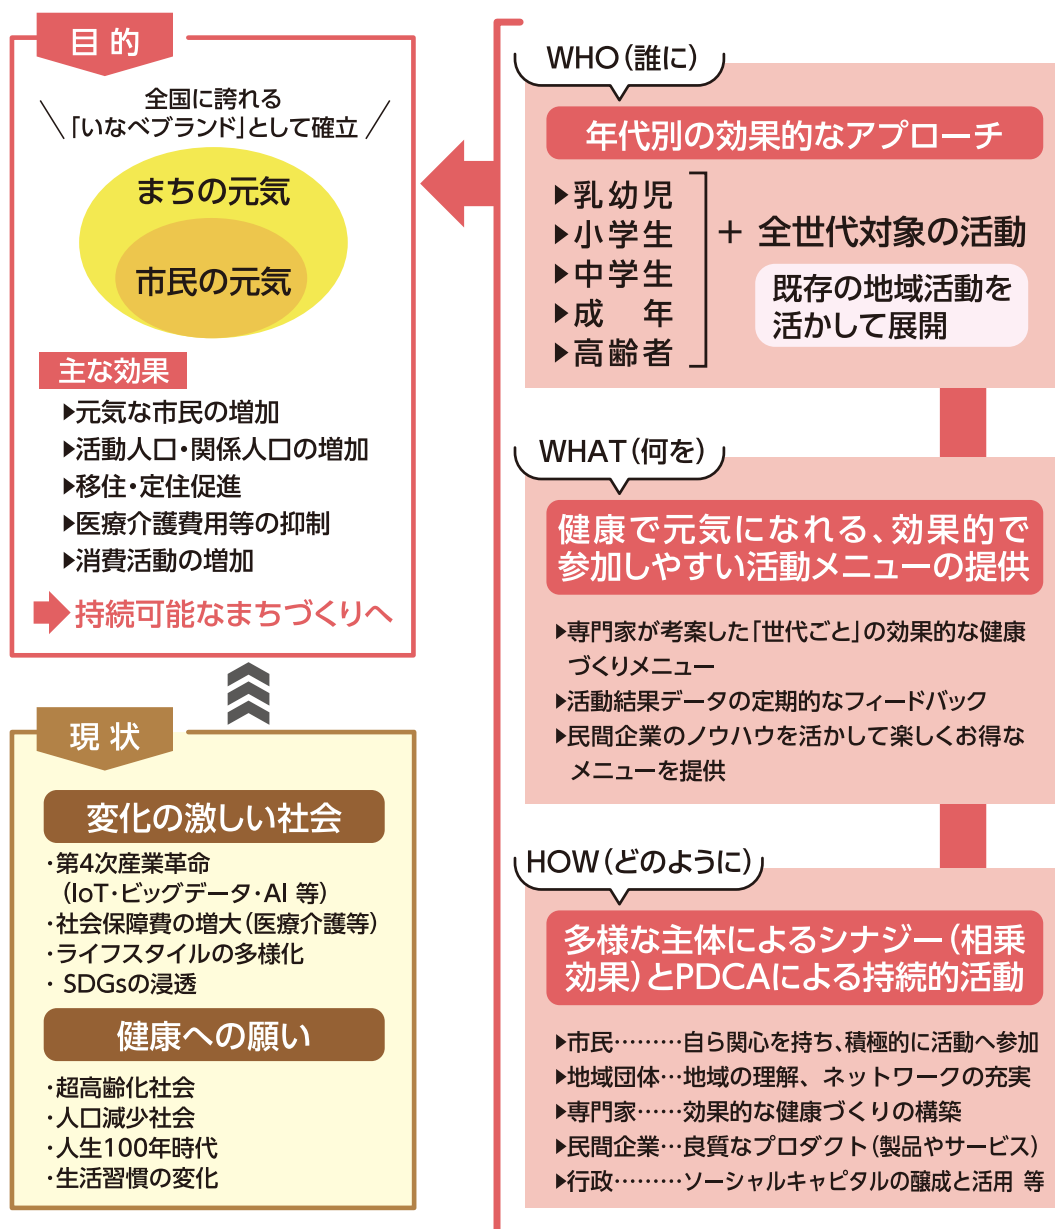 目的
全国に誇れる
「いなべブランド」として確立
まちの元気
市民の元気
主な効果
▶元気な市民の増加
▶活動人口・関係人口の増加
▶移住・定住促進
▶医療介護費用等の抑制
▶消費活動の増加
持続可能なまちづくりへ
現状
変化の激しい社会
・第4次産業革命
（IoT・ビッグデータ・AI 等）
・社会保障費の増大（医療介護等）
・ライフスタイルの多様化
・SDGsの浸透
健康への願い
・超高齢化社会
・人口減少社会
・人生100年時代
・生活習慣の変化
WHO（誰に）
年代別の効果的なアプローチ
▶乳幼児
▶小学生
▶中学生
▶成　年
▶高齢者
＋ 全世代対象の活動
既存の地域活動を
活かして展開
WHAT（何を）
健康で元気になれる、効果的で
参加しやすい活動メニューの提供
▶専門家が考案した「世代ごと」の効果的な健康
づくりメニュー
▶活動結果データの定期的なフィードバック
▶民間企業のノウハウを活かして楽しくお得な
メニューを提供
HOW（どのように）
多様な主体によるシナジー（相乗
効果）とPDCAによる持続的活動
▶市民………自ら関心を持ち、積極的に活動へ参加
▶地域団体…地域の理解、ネットワークの充実
▶専門家……効果的な健康づくりの構築
▶民間企業…良質なプロダクト（製品やサービス）
▶行政………ソーシャルキャピタルの醸成と活用 等